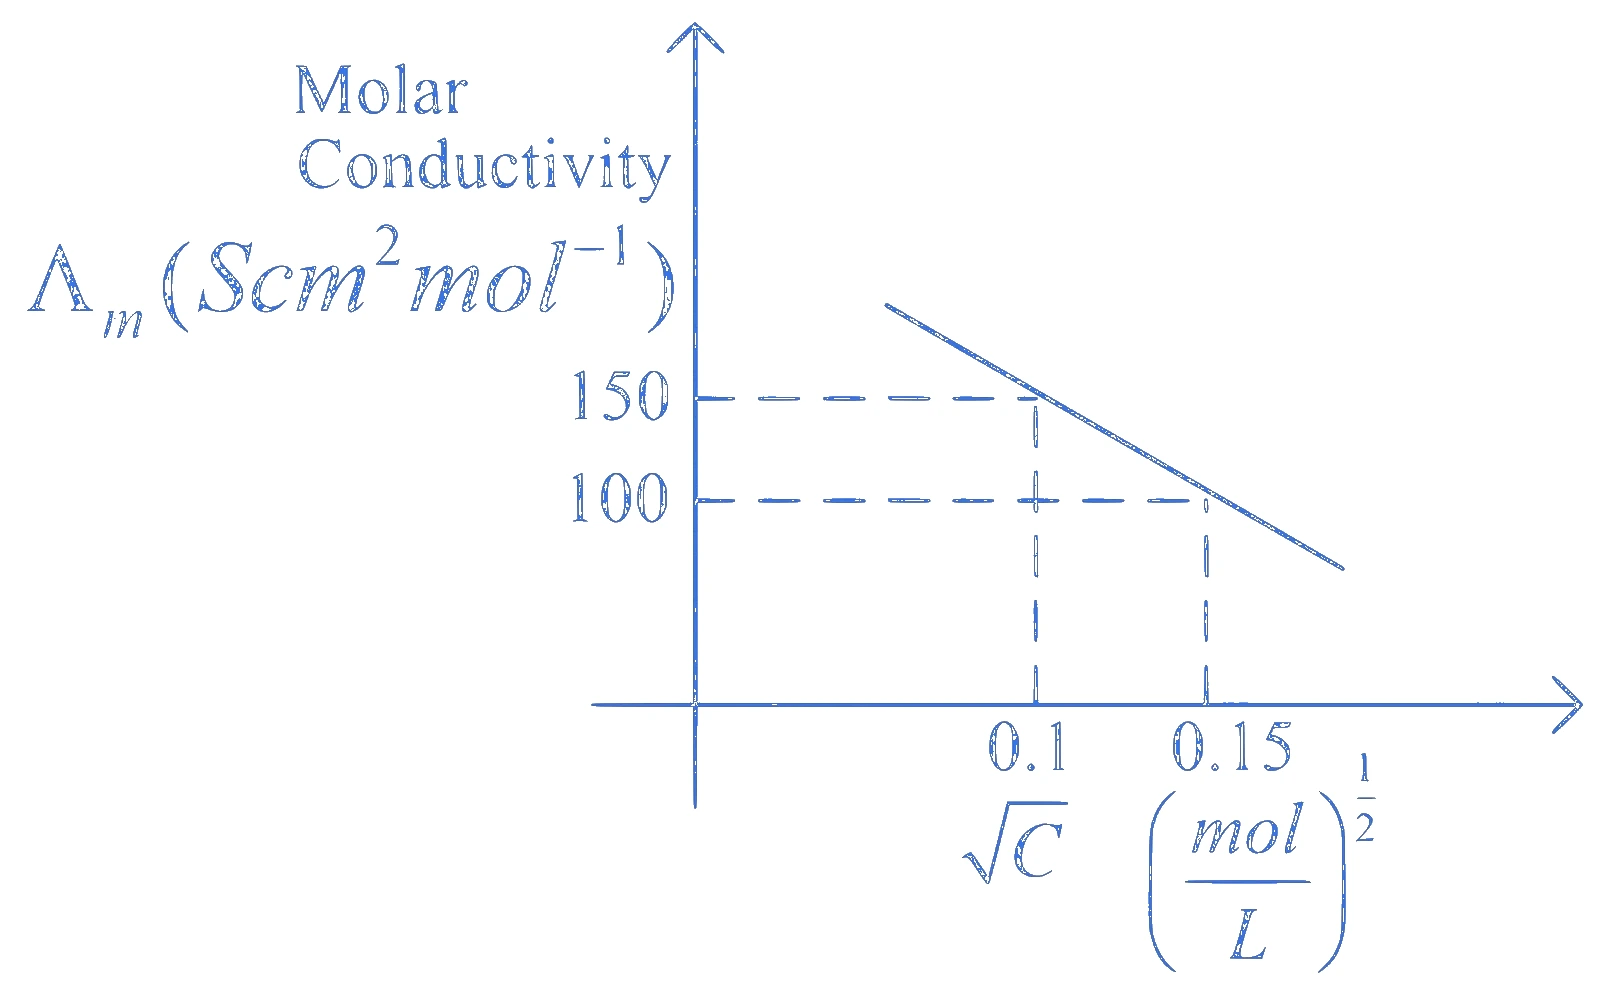 Molar
Conductivity
Λm (Scm²mol⁻¹)
150
100
0.1
0.15
√C
(mol/L)^1/2